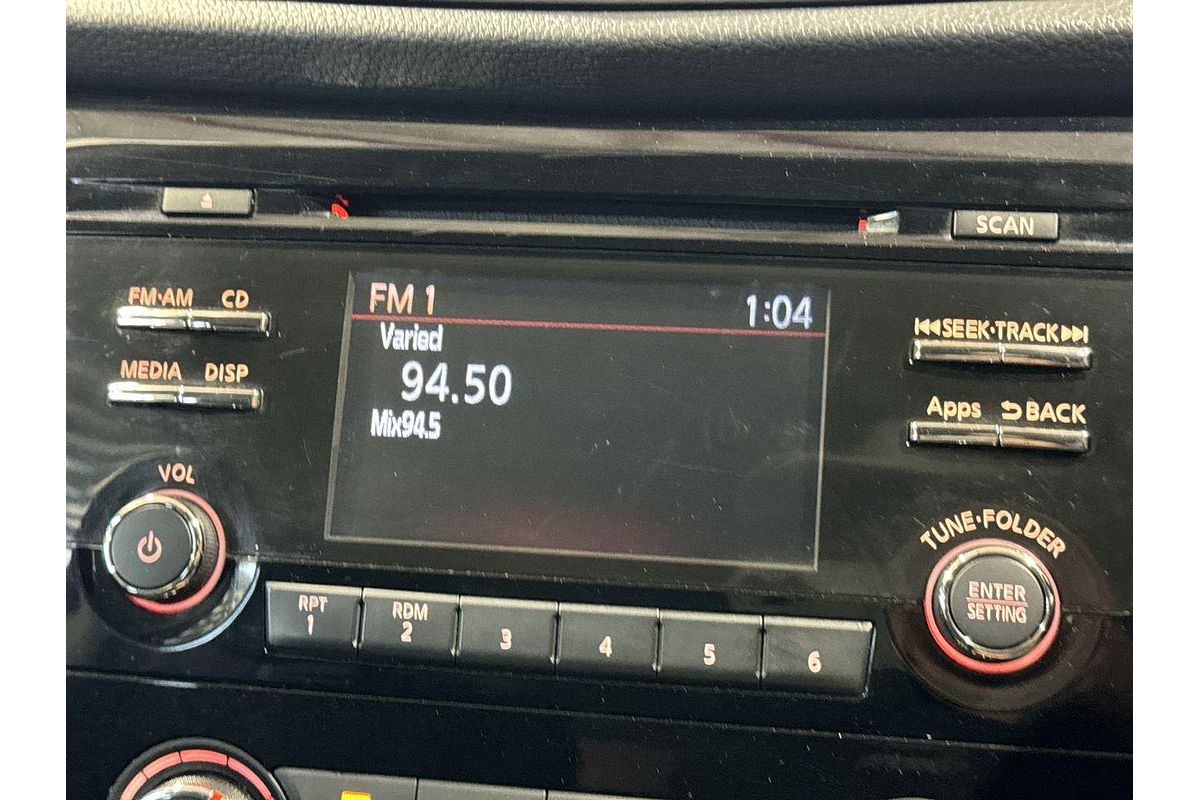 SCAN
FM·AM CD
FM 1 1:04
SEEK·TRACK
Varied
MEDIA DISP
94.50
Apps BACK
Mix94.5
VOL
TUNE·FOLDER
ENTER
SETTING
RPT RDM
1 2 3 4 5 6